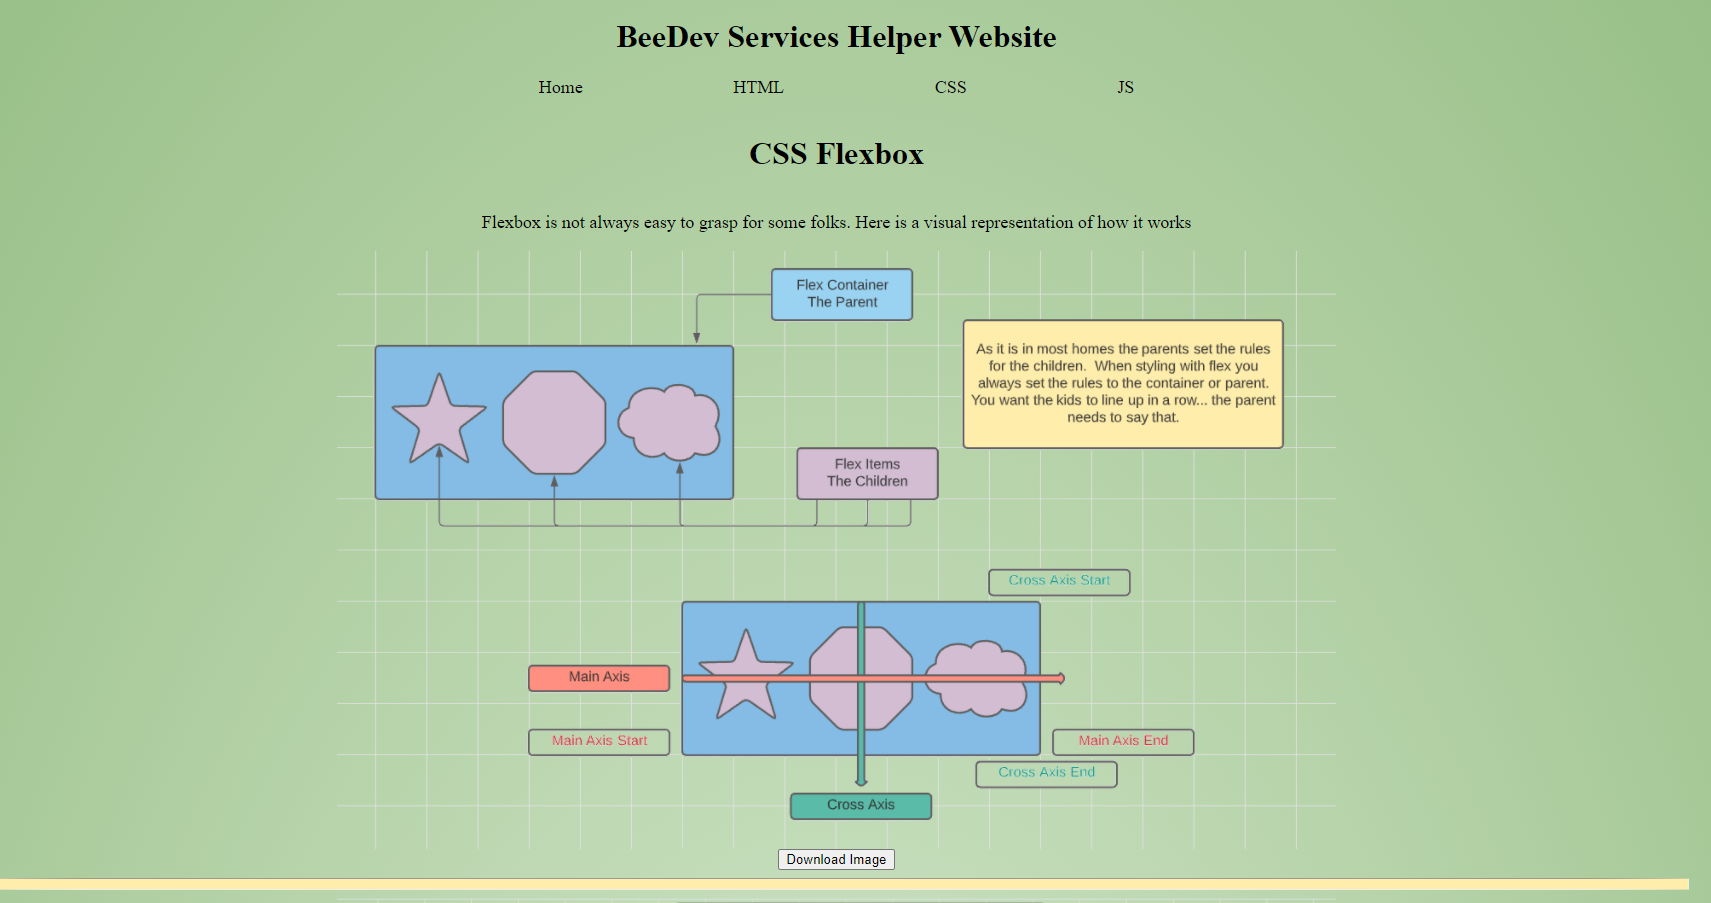 BeeDev Services Helper Website
Home HTML CSS JS
CSS Flexbox
Flexbox is not always easy to grasp for some folks. Here is a visual representation of how it works
Flex Container
The Parent
As it is in most homes the parents set the rules
for the children. When styling with flex you
always set the rules to the container or parent.
You want the kids to line up in a row... the parent
needs to say that.
Flex Items
The Children
Cross Axis Start
Main Axis
Main Axis Start
Main Axis End
Cross Axis End
Cross Axis
Download Image